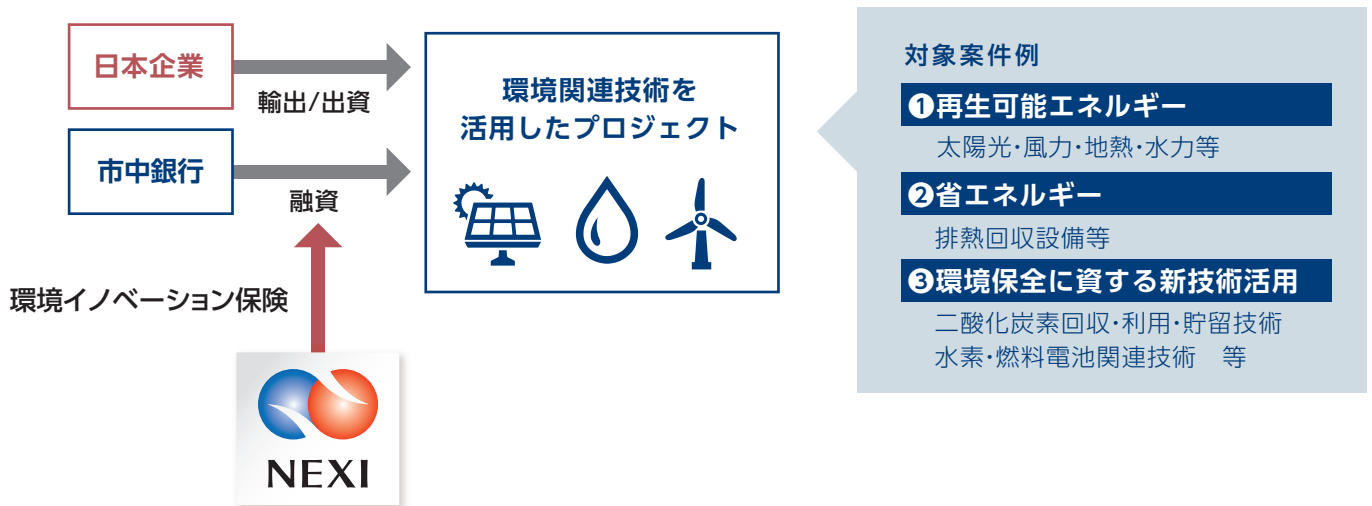 日本企業
輸出/出資
市中銀行
融資
環境イノベーション保険
NEXI
環境関連技術を
活用したプロジェクト
対象案件例
❶再生可能エネルギー
太陽光・風力・地熱・水力等
❷省エネルギー
排熱回収設備等
❸環境保全に資する新技術活用
二酸化炭素回収・利用・貯留技術
水素・燃料電池関連技術　等